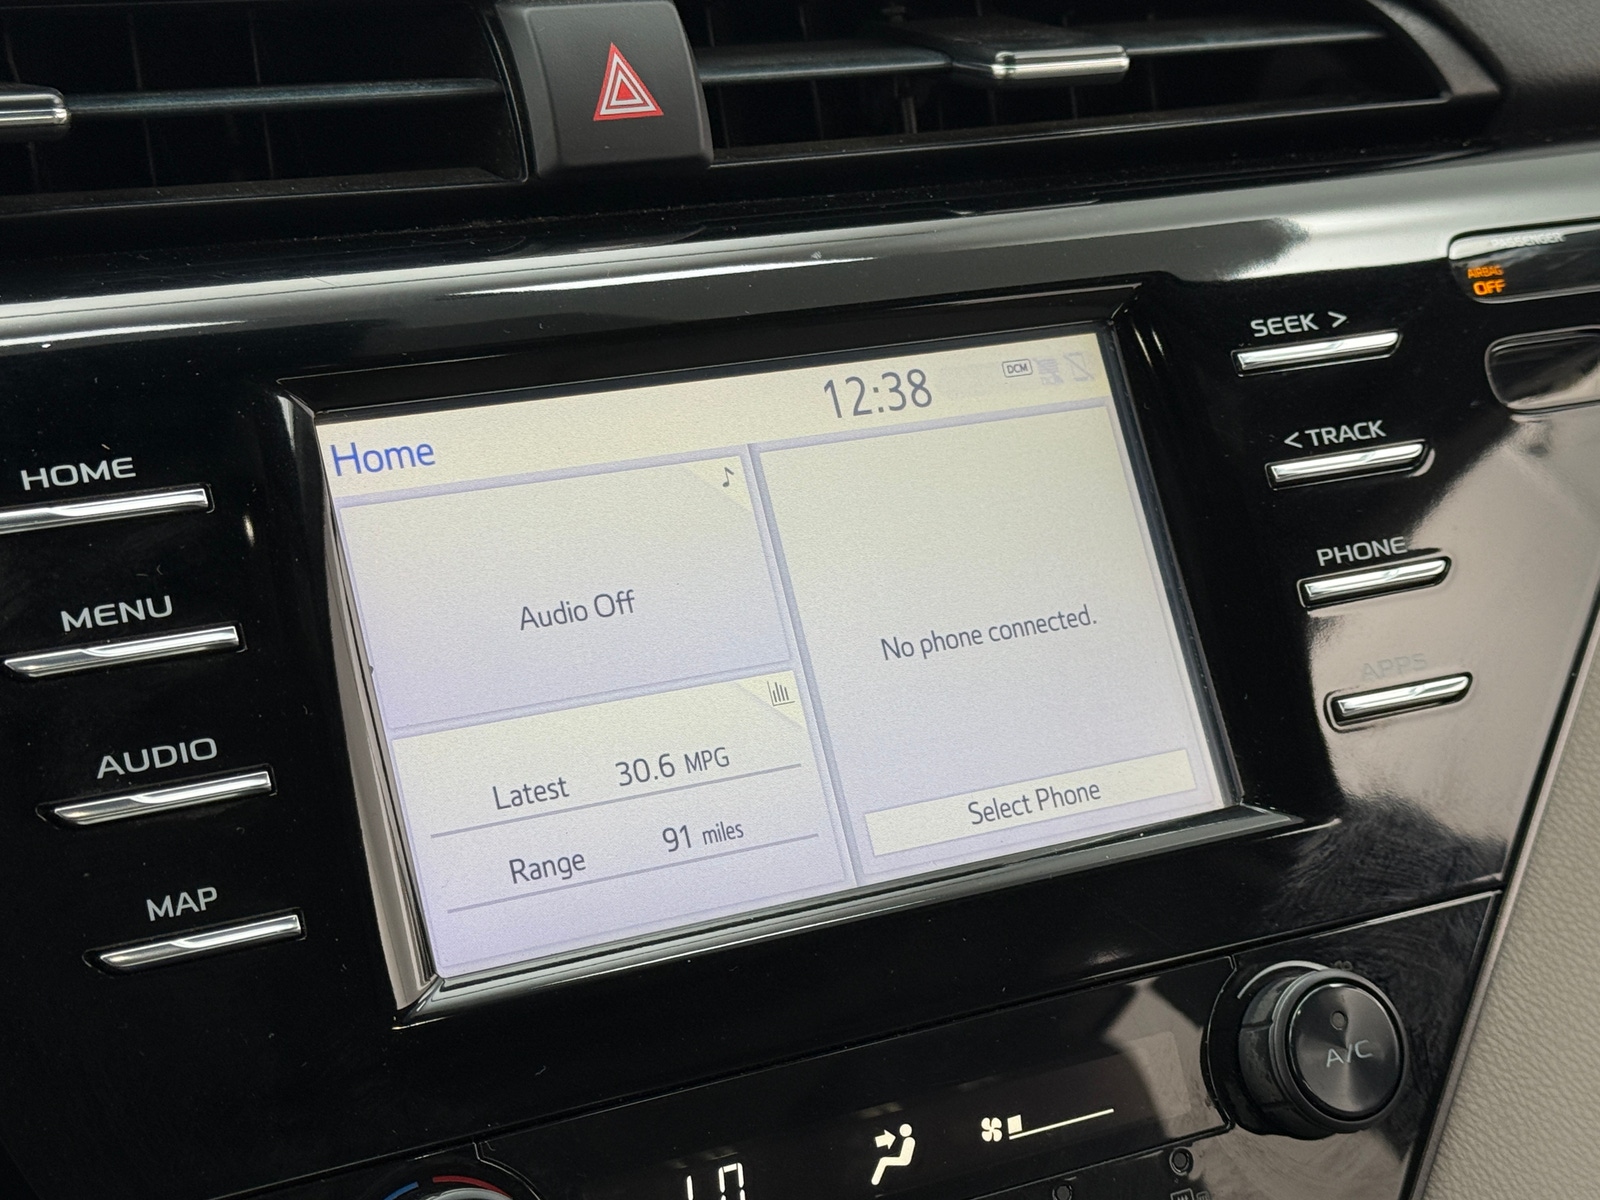 PASSENGER
AIRBAG
OFF
SEEK >
< TRACK
PHONE
APPS
HOME
MENU
AUDIO
MAP
12:38
DCM
Home
Audio Off
Latest 30.6 MPG
Range 91 miles
No phone connected.
Select Phone
A/C
LO